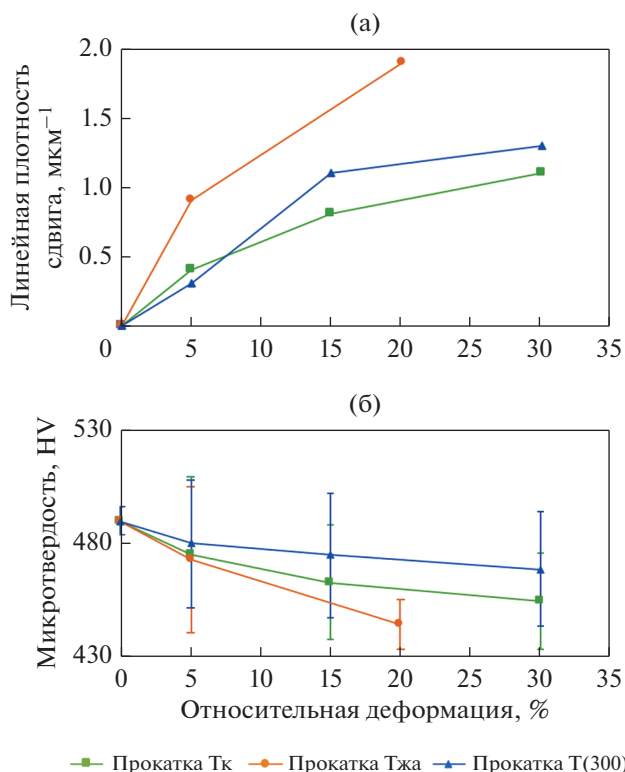 (а)
Линейная плотность
сдвига, мкм−1
2.0
1.5
1.0
0.5
0 5 10 15 20 25 30 35
(б)
Микротвердость, HV
530
480
430
0 5 10 15 20 25 30 35
Относительная деформация, %
Прокатка Тк Прокатка Тжа Прокатка Т(300)